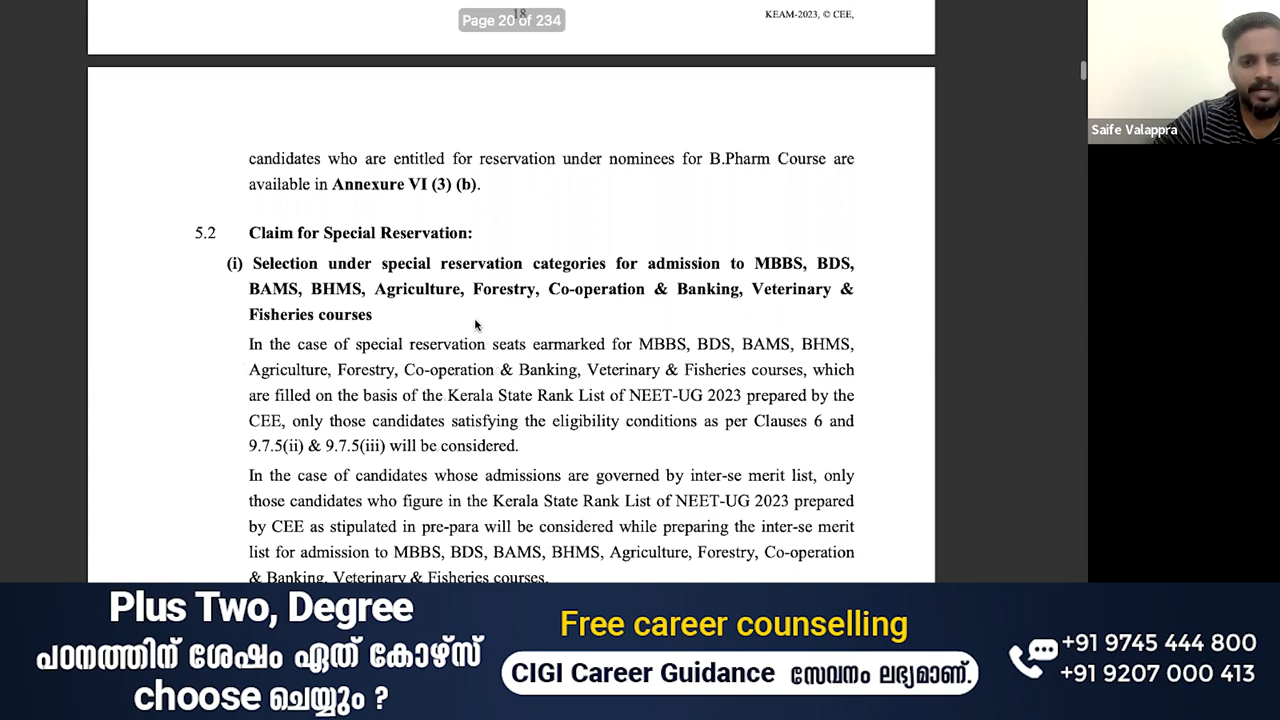 18
Page 20 of 234
KEAM-2023, © CEE,
Saife Valappra
candidates who are entitled for reservation under nominees for B.Pharm Course are
available in Annexure VI (3) (b).
5.2 Claim for Special Reservation:
(i) Selection under special reservation categories for admission to MBBS, BDS,
BAMS, BHMS, Agriculture, Forestry, Co-operation & Banking, Veterinary &
Fisheries courses
In the case of special reservation seats earmarked for MBBS, BDS, BAMS, BHMS,
Agriculture, Forestry, Co-operation & Banking, Veterinary & Fisheries courses, which
are filled on the basis of the Kerala State Rank List of NEET-UG 2023 prepared by the
CEE, only those candidates satisfying the eligibility conditions as per Clauses 6 and
9.7.5(ii) & 9.7.5(iii) will be considered.
In the case of candidates whose admissions are governed by inter-se merit list, only
those candidates who figure in the Kerala State Rank List of NEET-UG 2023 prepared
by CEE as stipulated in pre-para will be considered while preparing the inter-se merit
list for admission to MBBS, BDS, BAMS, BHMS, Agriculture, Forestry, Co-operation
& Banking, Veterinary & Fisheries courses.
Plus Two, Degree
പഠനത്തിന് ശേഷം ഏത് കോഴ്സ്
choose ചെയ്യും ?
Free career counselling
CIGI Career Guidance സേവനം ലഭ്യമാണ്.
+91 9745 444 800
+91 9207 000 413